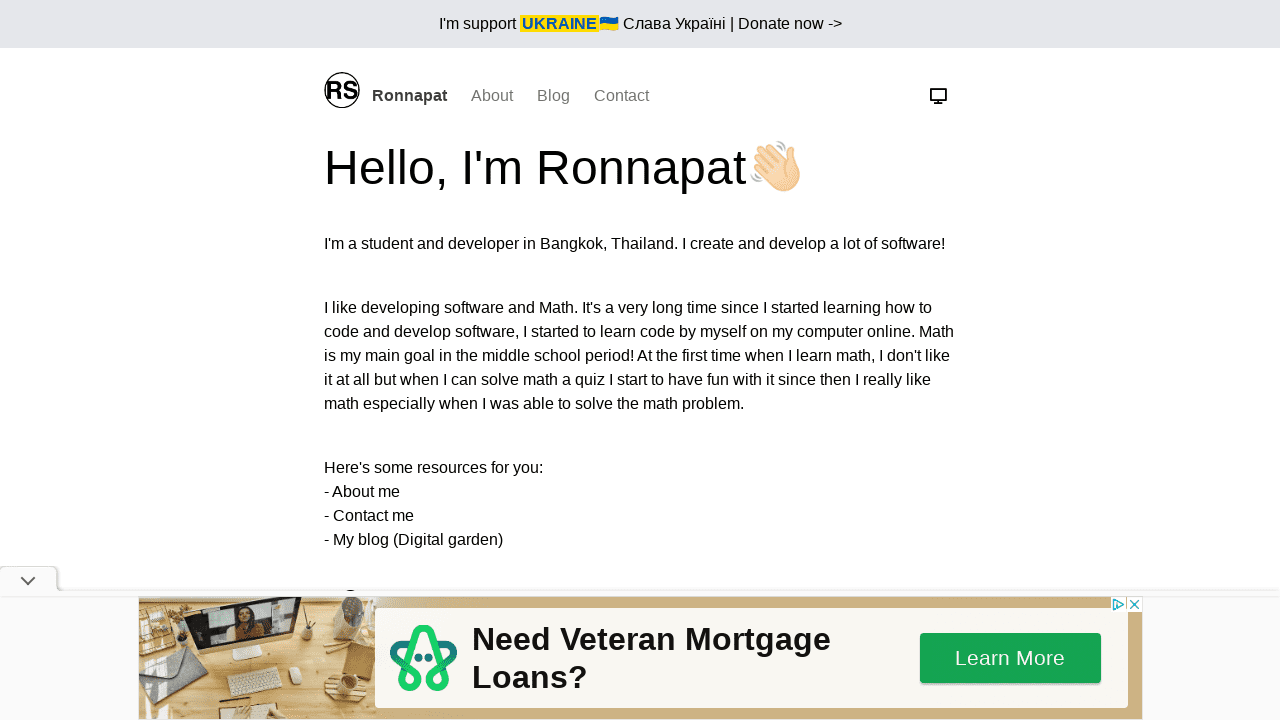 I'm support UKRAINE🇺🇦 Слава Україні | Donate now ->
RS Ronnapat About Blog Contact
Hello, I'm Ronnapat👋🏻
I'm a student and developer in Bangkok, Thailand. I create and develop a lot of software!
I like developing software and Math. It's a very long time since I started learning how to
code and develop software, I started to learn code by myself on my computer online. Math
is my main goal in the middle school period! At the first time when I learn math, I don't like
it at all but when I can solve math a quiz I start to have fun with it since then I really like
math especially when I was able to solve the math problem.
Here's some resources for you:
- About me
- Contact me
- My blog (Digital garden)
Need Veteran Mortgage
Loans?
Learn More